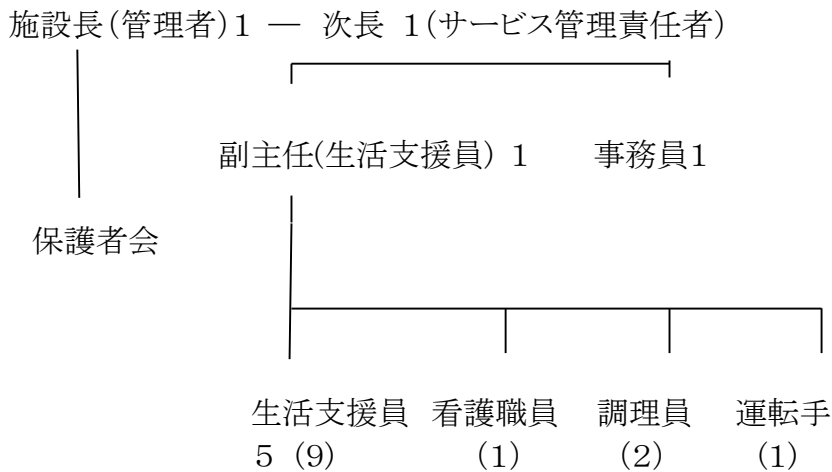 施設長(管理者)1 ― 次長 1(サービス管理責任者)
副主任(生活支援員) 1 事務員1
保護者会
生活支援員 看護職員 調理員 運転手
5 (9) (1) (2) (1)